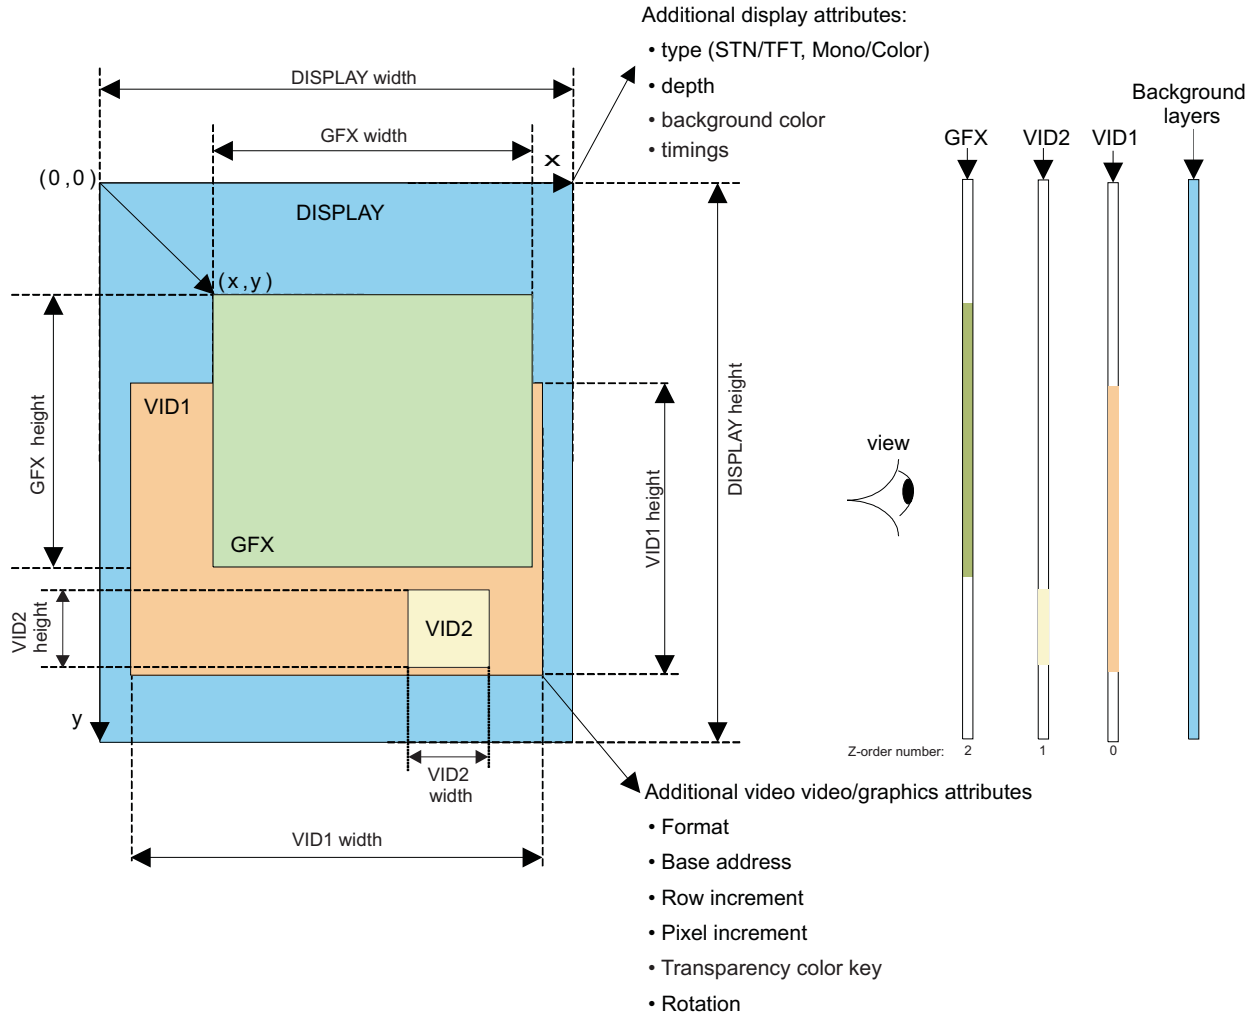 Additional display attributes:
• type (STN/TFT, Mono/Color)
• depth
• background color
• timings
DISPLAY width
GFX width
x
(0,0)
DISPLAY
(x,y)
GFX height
VID1
GFX
VID2
height
VID2
VID1 height
DISPLAY height
y
VID2
width
VID1 width
Background
layers
GFX
VID2
VID1
view
Z-order number:
2
1
0
Additional video video/graphics attributes
• Format
• Base address
• Row increment
• Pixel increment
• Transparency color key
• Rotation